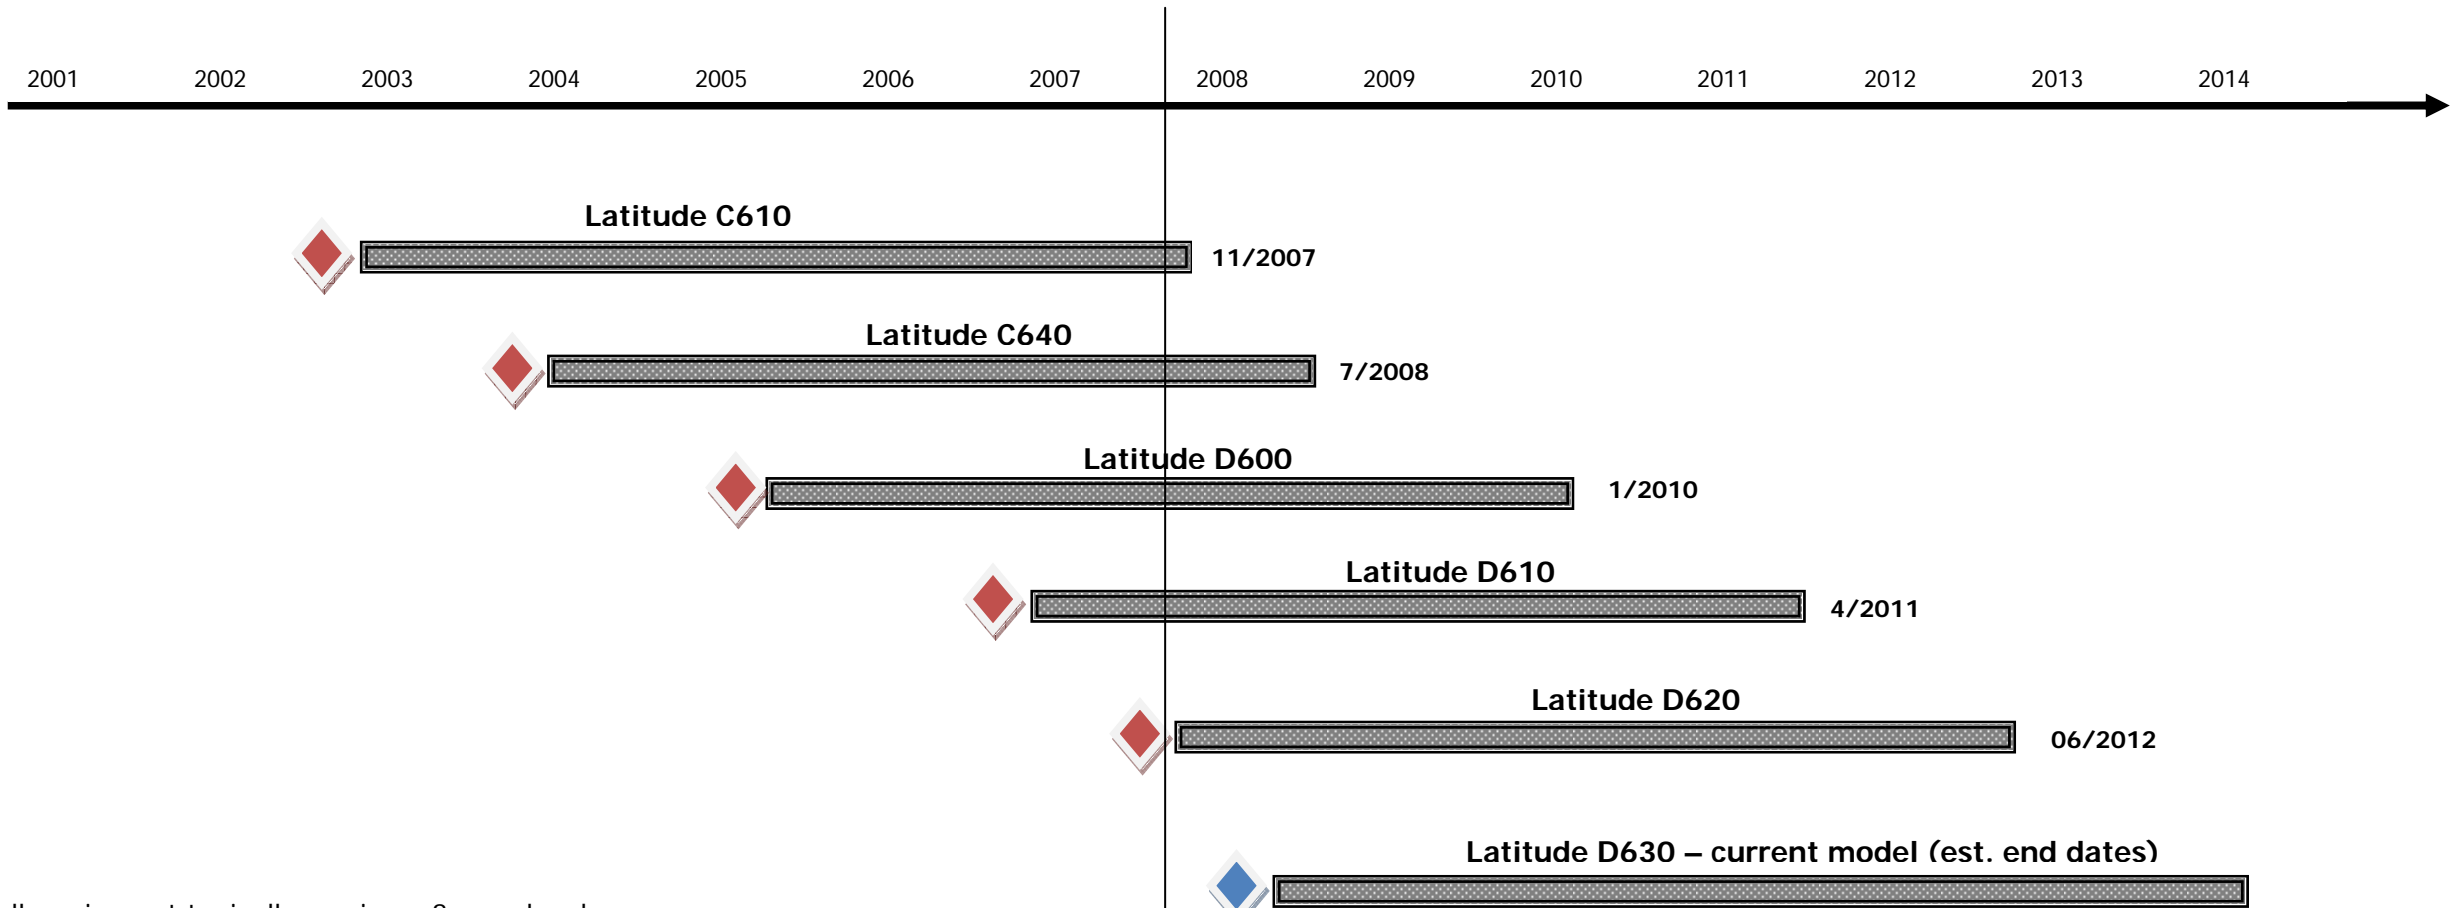 2001 2002 2003 2004 2005 2006 2007 2008 2009 2010 2011 2012 2013 2014
Latitude C610
11/2007
Latitude C640
7/2008
Latitude D600
1/2010
Latitude D610
4/2011
Latitude D620
06/2012
Latitude D630 – current model (est. end dates)